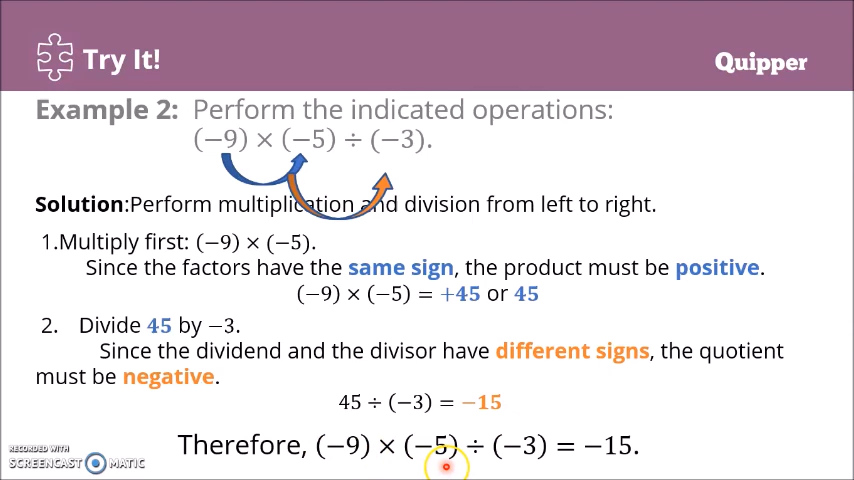 Try It!
Quipper
Example 2: Perform the indicated operations:
(−9) × (−5) ÷ (−3).
Solution:Perform multiplication and division from left to right.
1.Multiply first: (−9) × (−5).
Since the factors have the same sign, the product must be positive.
(−9) × (−5) = +45 or 45
2. Divide 45 by −3.
Since the dividend and the divisor have different signs, the quotient
must be negative.
45 ÷ (−3) = −15
Therefore, (−9) × (−5) ÷ (−3) = −15.
RECORDED WITH
SCREENCAST MATIC